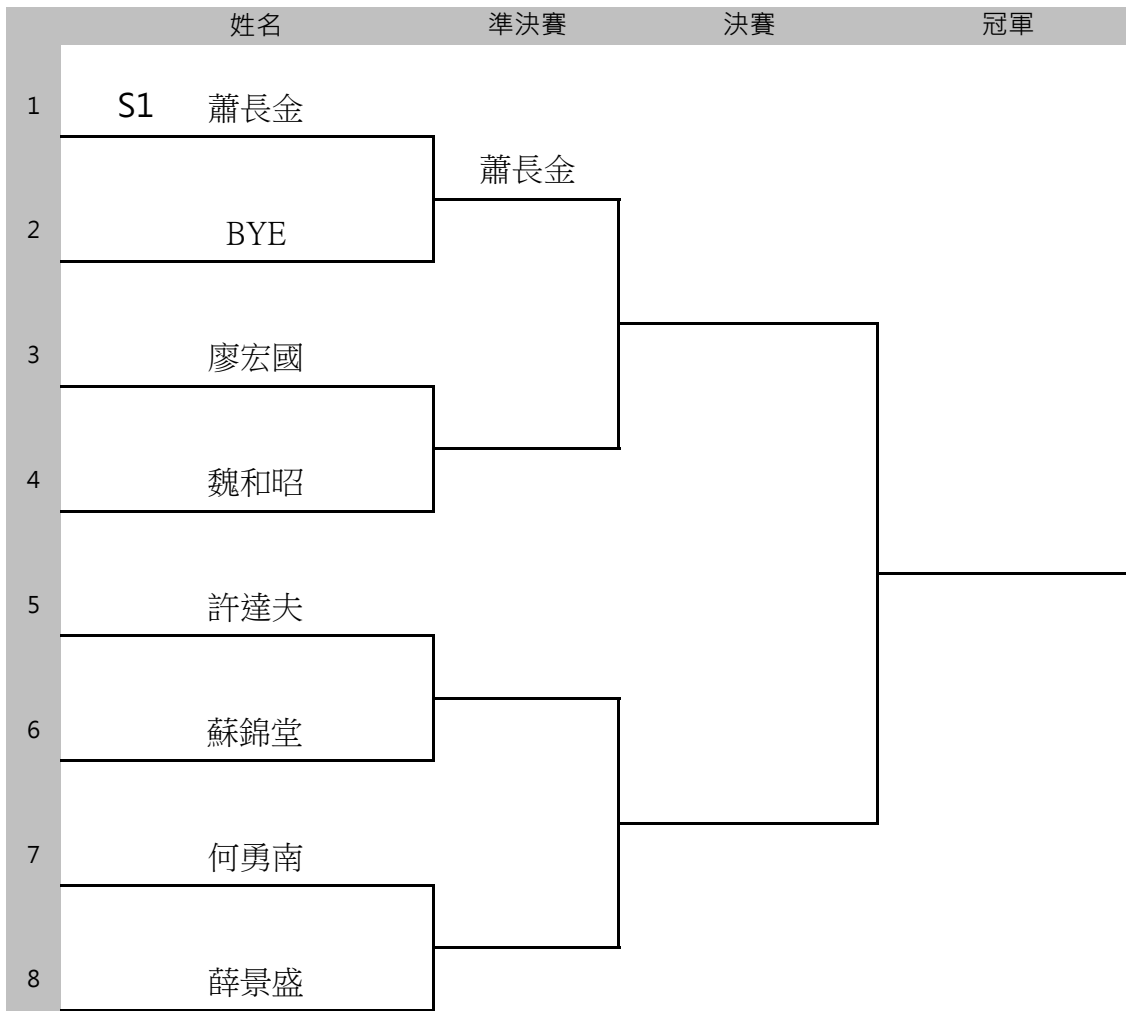 姓名 準決賽 決賽 冠軍
1 S1 蕭長金
蕭長金
2 BYE
3 廖宏國
4 魏和昭
5 許達夫
6 蘇錦堂
7 何勇南
8 薛景盛